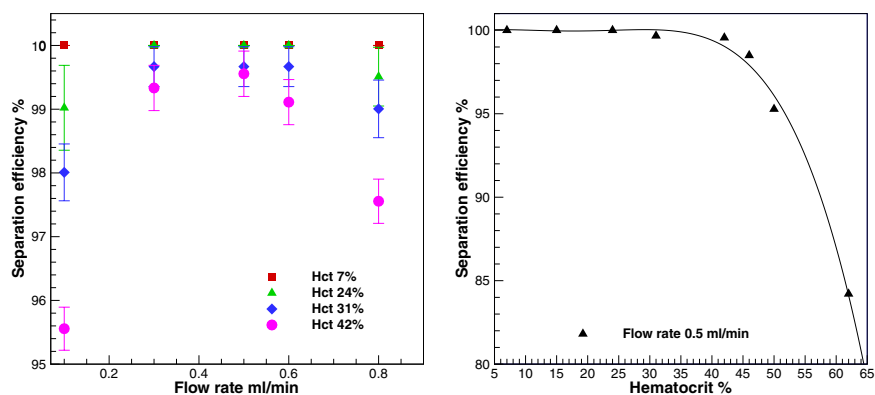 Separation efficiency %
10
99
98
97
96
95
0.2
0.4
0.6
0.8
Flow rate ml/min
Hct 7%
Hct 24%
Hct 31%
Hct 42%
Separation efficiency %
100
95
90
85
80
5 10 15 20 25 30 35 40 45 50 55 60 65
Hematocrit %
Flow rate 0.5 ml/min